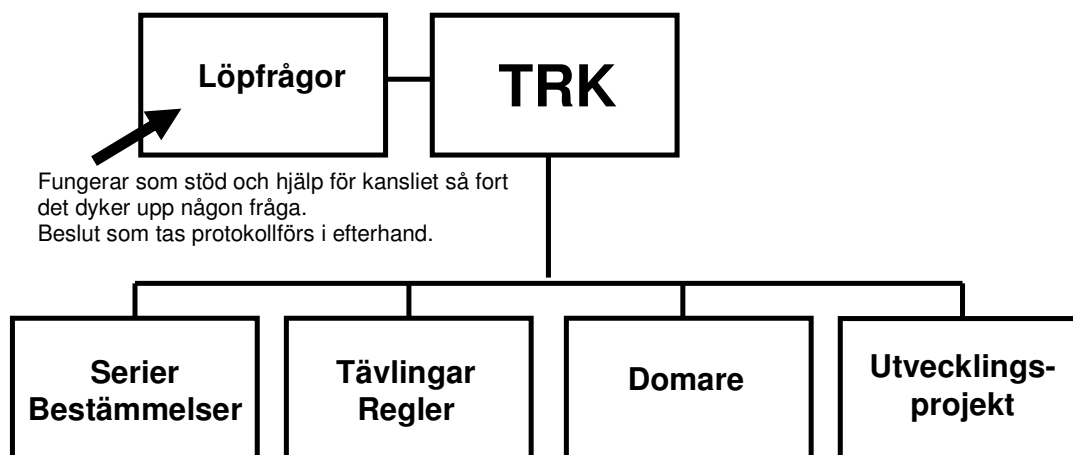 Löpfrågor
TRK
Fungerar som stöd och hjälp för kansliet så fort
det dyker upp någon fråga.
Beslut som tas protokollförs i efterhand.
Serier
Bestämmelser
Tävlingar
Regler
Domare
Utvecklings-
projekt